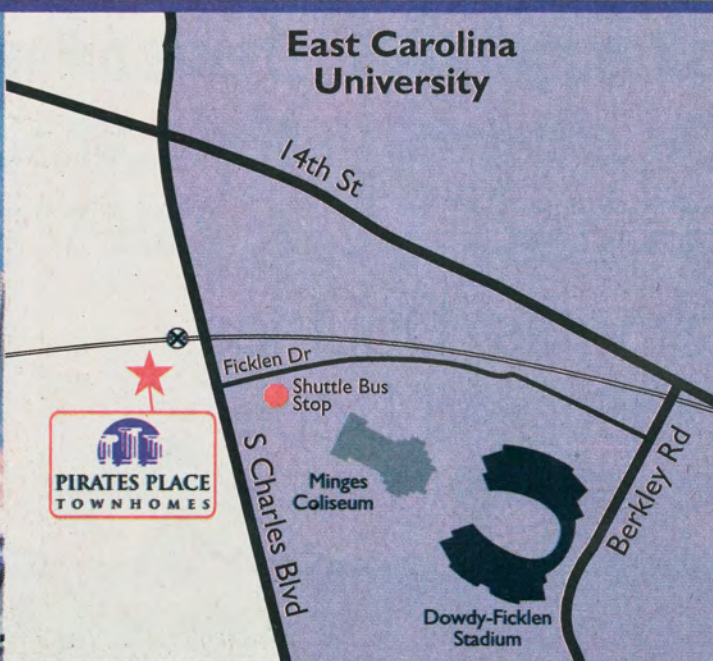 East Carolina
University
14th St
Ficklen Dr
Shuttle Bus
Stop
PIRATES PLACE
TOWNHOMES
S Charles Blvd
Minges
Coliseum
Berkley Rd
Dowdy-Ficklen
Stadium